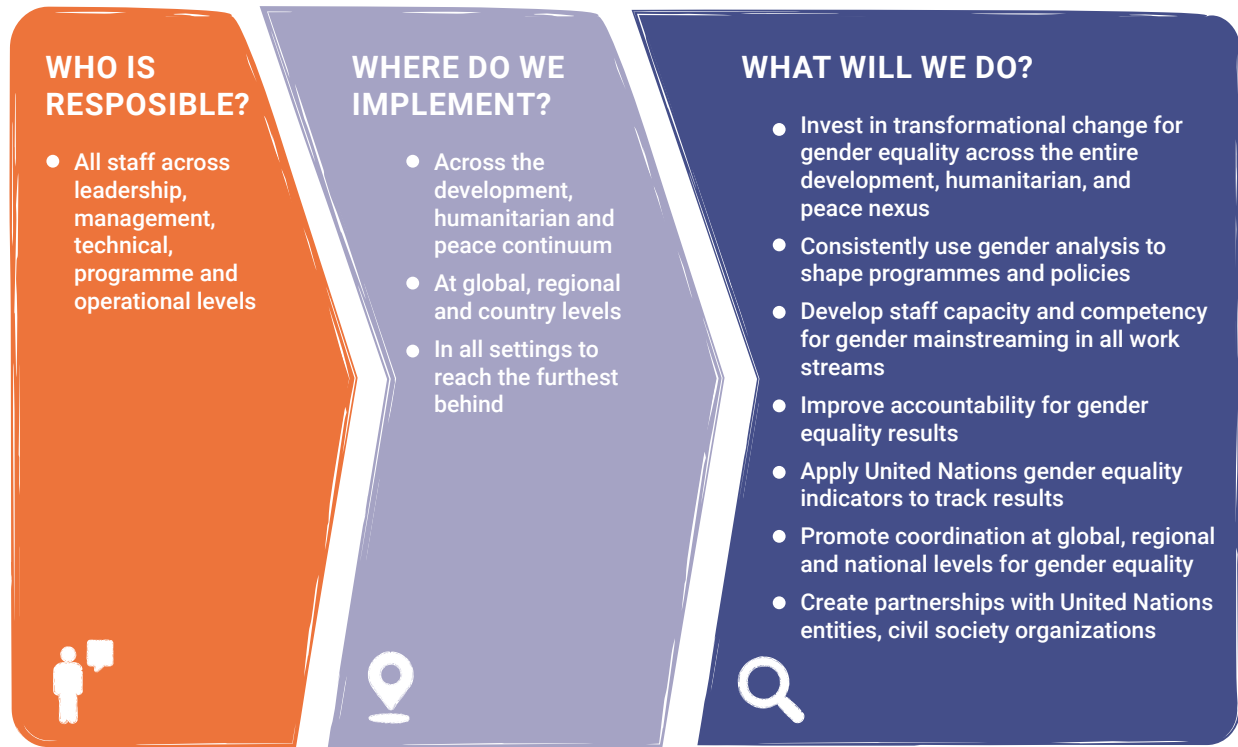 WHO IS
RESPOSIBLE?
● All staff across
leadership,
management,
technical,
programme and
operational levels
WHERE DO WE
IMPLEMENT?
● Across the
development,
humanitarian and
peace continuum
● At global, regional
and country levels
● In all settings to
reach the furthest
behind
WHAT WILL WE DO?
● Invest in transformational change for
gender equality across the entire
development, humanitarian, and
peace nexus
● Consistently use gender analysis to
shape programmes and policies
● Develop staff capacity and competency
for gender mainstreaming in all work
streams
● Improve accountability for gender
equality results
● Apply United Nations gender equality
indicators to track results
● Promote coordination at global, regional
and national levels for gender equality
● Create partnerships with United Nations
entities, civil society organizations